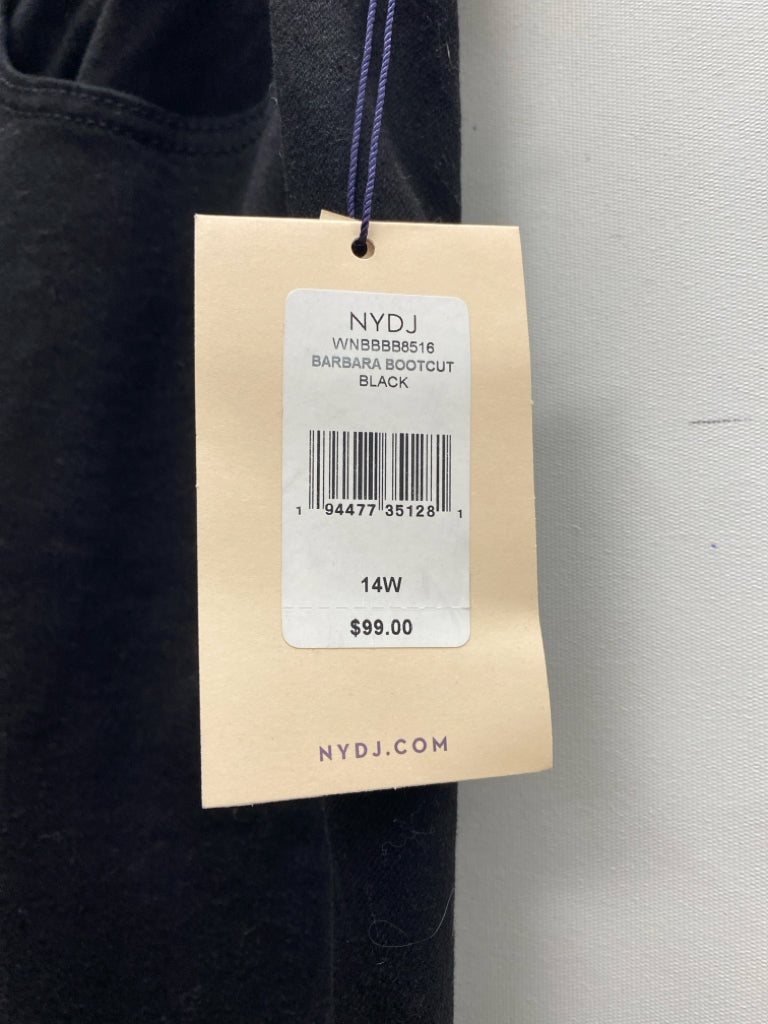 NYDJ
WNBBBB8516
BARBARA BOOTCUT
BLACK
1 94477 35128 1
14W
$99.00
NYDJ.COM